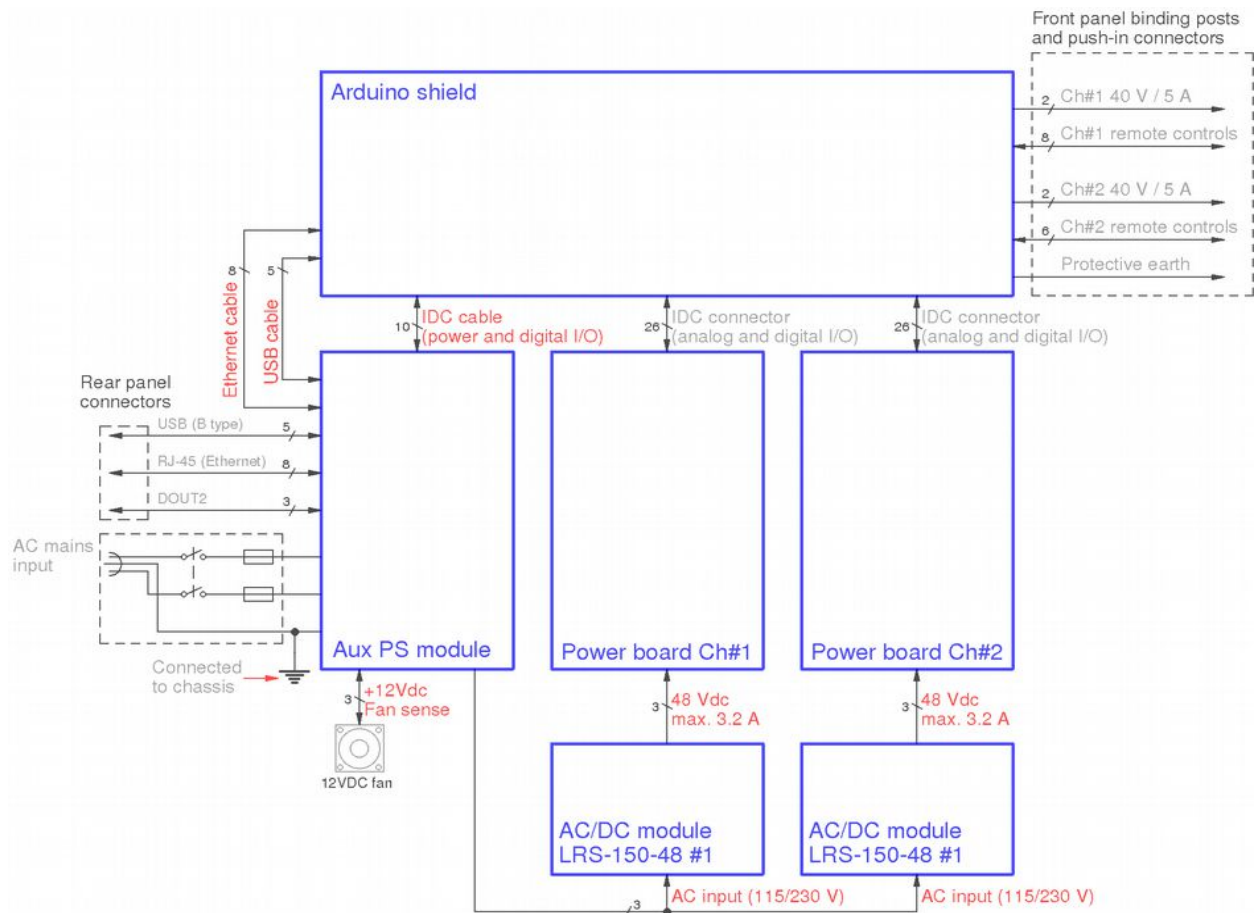 Front panel binding posts
and push-in connectors
Arduino shield
2
Ch#1 40 V / 5 A
8
Ch#1 remote controls
2
Ch#2 40 V / 5 A
6
Ch#2 remote controls
Protective earth
8
5
Ethernet cable
USB cable
10
IDC cable
(power and digital I/O)
26
IDC connector
(analog and digital I/O)
26
IDC connector
(analog and digital I/O)
Rear panel
connectors
USB (B type)
5
RJ-45 (Ethernet)
8
DOUT2
3
AC mains
input
Aux PS module
Power board Ch#1
Power board Ch#2
Connected
to chassis
3
+12Vdc
Fan sense
3
48 Vdc
max. 3.2 A
3
48 Vdc
max. 3.2 A
12VDC fan
AC/DC module
LRS-150-48 #1
AC/DC module
LRS-150-48 #1
3
AC input (115/230 V)
AC input (115/230 V)